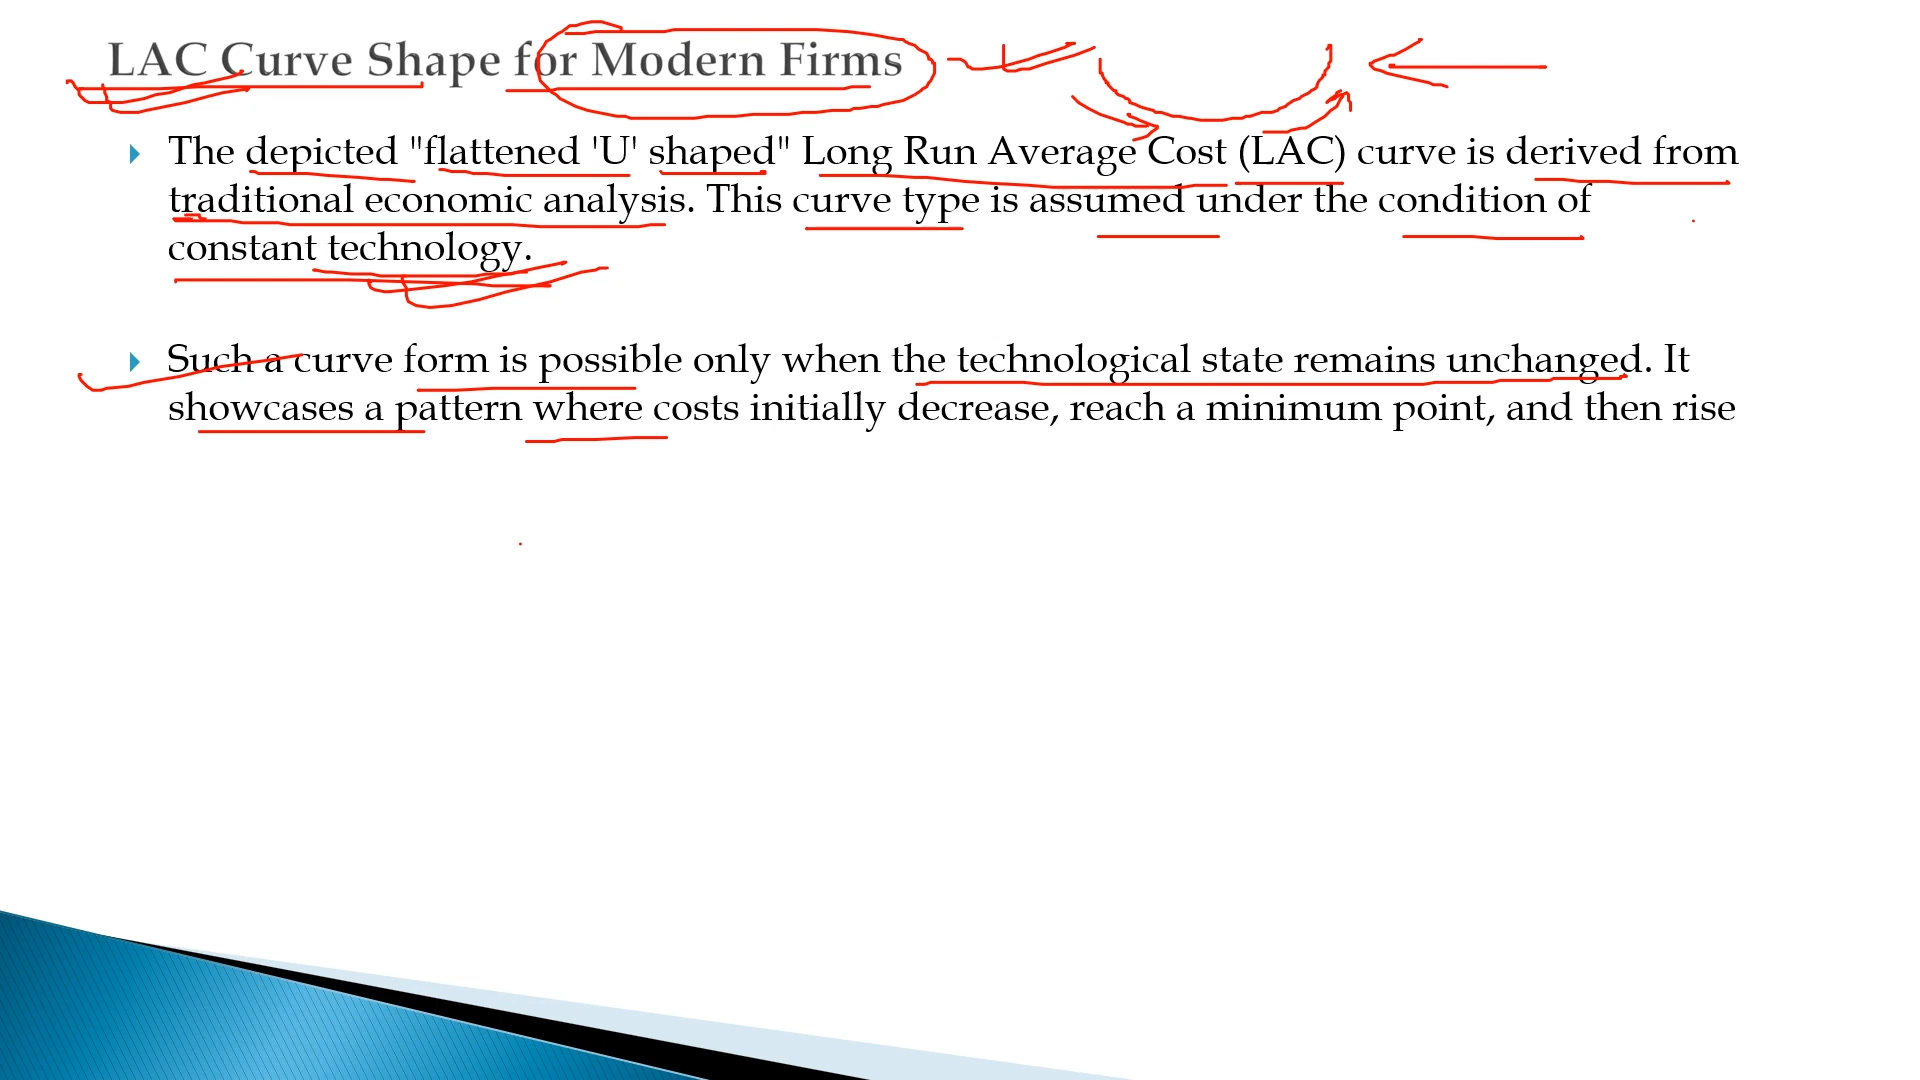 LAC Curve Shape for Modern Firms
The depicted "flattened 'U' shaped" Long Run Average Cost (LAC) curve is derived from
traditional economic analysis. This curve type is assumed under the condition of
constant technology.
Such a curve form is possible only when the technological state remains unchanged. It
showcases a pattern where costs initially decrease, reach a minimum point, and then rise